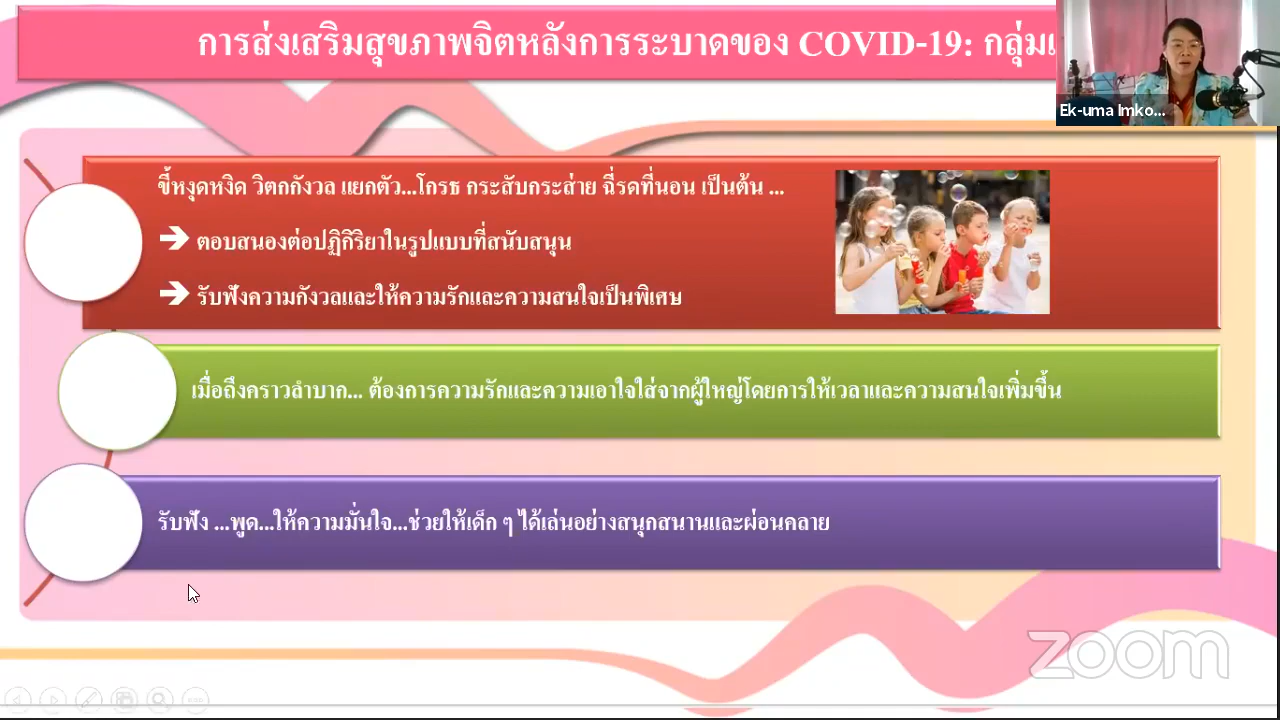 การส่งเสริมสุขภาพจิตหลังการระบาดของ COVID-19:
Ek-uma Imko...
ขี้หงุดหงิด วิตกกังวล แยกตัว...โกรธ กระสับกระส่าย ฉี่รดที่นอน เป็นต้น ...
➔ ตอบสนองต่อปฏิกิริยาในรูปแบบที่สนับสนุน
➔ รับฟังความกังวลและให้ความรักและความสนใจเป็นพิเศษ
เมื่อถึงคราวลำบาก... ต้องการความรักและความเอาใจใส่จากผู้ใหญ่โดยการให้เวลาและความสนใจเพิ่มขึ้น
รับฟัง ...พูด...ให้ความมั่นใจ...ช่วยให้เด็ก ๆ ได้เล่นอย่างสนุกสนานและผ่อนคลาย
zoom